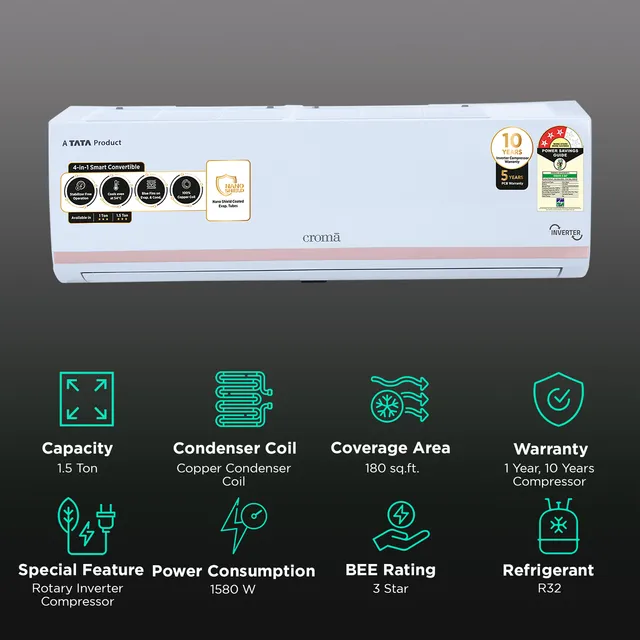 A TATA Product
4-in-1 Smart Convertible
Stabilizer Free
Operation
Cools even
at 54°C
Blue Fins on
Evap. & Cond
100%
Copper Coil
Available in
1 Ton
1.5 Ton
NANO
SHIELD
Nano Shield Coated
Evap. Tubes
10
YEARS
Inverter Compressor
Warranty
5 YEARS
PCB Warranty
POWER SAVINGS
GUIDE
cromā
INVERTER
Capacity
1.5 Ton
Condenser Coil
Copper Condenser
Coil
Coverage Area
180 sq.ft.
Warranty
1 Year, 10 Years
Compressor
Special Feature
Rotary Inverter
Compressor
Power Consumption
1580 W
BEE Rating
3 Star
Refrigerant
R32